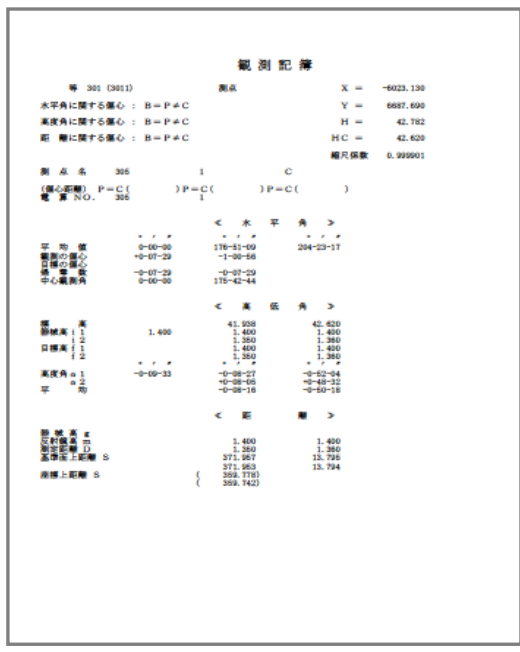 観測記簿
等 301 (3011) 測点 X = -6023.130
水平角に関する偏心 : B=P≠C Y = 6687.690
高度角に関する偏心 : B=P≠C H = 42.782
距 離に関する偏心 : B=P≠C HC = 42.620
縮尺係数 0.999901
測 点 名 305 1 C
(偏心距離) P=C( )P=C( )P=C( )
電 算 NO. 305 1
≪ 水 平 角 ≫
° ′ ″ ° ′ ″ ° ′ ″
平 均 値 0-00-00 176-51-09 204-23-17
観測の偏心 +0-07-29 -1-00-56
目標の偏心
倍 零 数 -0-07-29 -0-07-29
中心観測角 0-00-00 175-42-44
≪ 高 低 角 ≫
標 高 41.938 42.620
器械高 i 1 1.400 1.400 1.400
i 2 1.350 1.360
目標高 f 1 1.400 1.400
f 2 1.350 1.360
° ′ ″ ° ′ ″ ° ′ ″
高度角 α 1 -0-09-33 -0-08-27 -0-52-04
α 2 +0-08-05 +0-48-32
平 均 -0-08-16 -0-50-18
≪ 距 離 ≫
器 械 高 g
反射鏡高 m 1.400 1.400
測定距離 D 1.350 1.360
基準面上距離 S 371.957 13.795
371.953 13.794
座標上距離 S ( 359.778)
( 359.742)